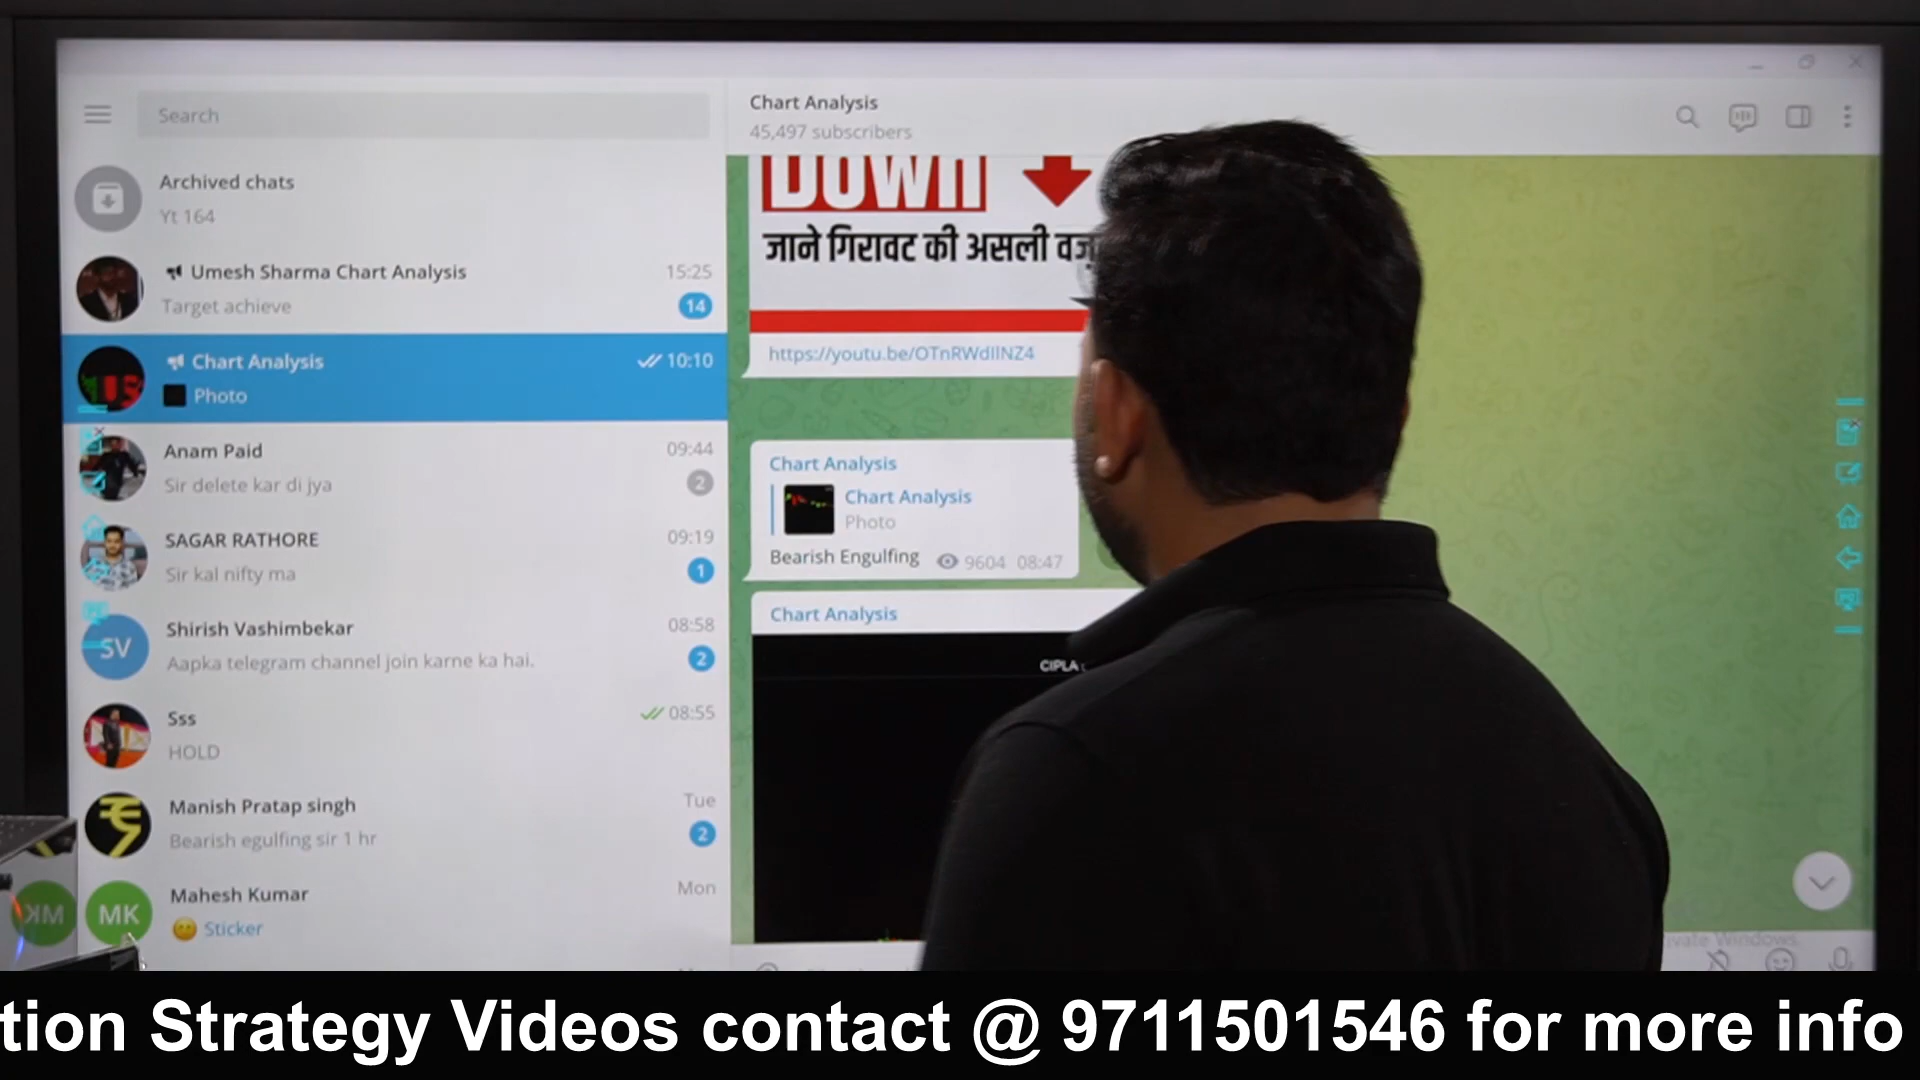 Search
Archived chats
Yt 164
Umesh Sharma Chart Analysis 15:25
Target achieve 14
Chart Analysis 10:10
Photo
Anam Paid 09:44
Sir delete kar di jya 2
SAGAR RATHORE 09:19
Sir kal nifty ma 1
SV
Shirish Vashimbekar 08:58
Aapka telegram channel join karne ka hai. 2
Sss 08:55
HOLD
Manish Pratap singh Tue
Bearish egulfing sir 1 hr 2
MK
Mahesh Kumar Mon
Sticker
Chart Analysis
45,497 subscribers
DOWN
जाने गिरावट की असली
https://youtu.be/OTnRWdIlNZ4
Chart Analysis
Chart Analysis
Photo
Bearish Engulfing 9604 08:47
Chart Analysis
CIPLA
Windows
tion Strategy Videos contact @ 9711501546 for more info